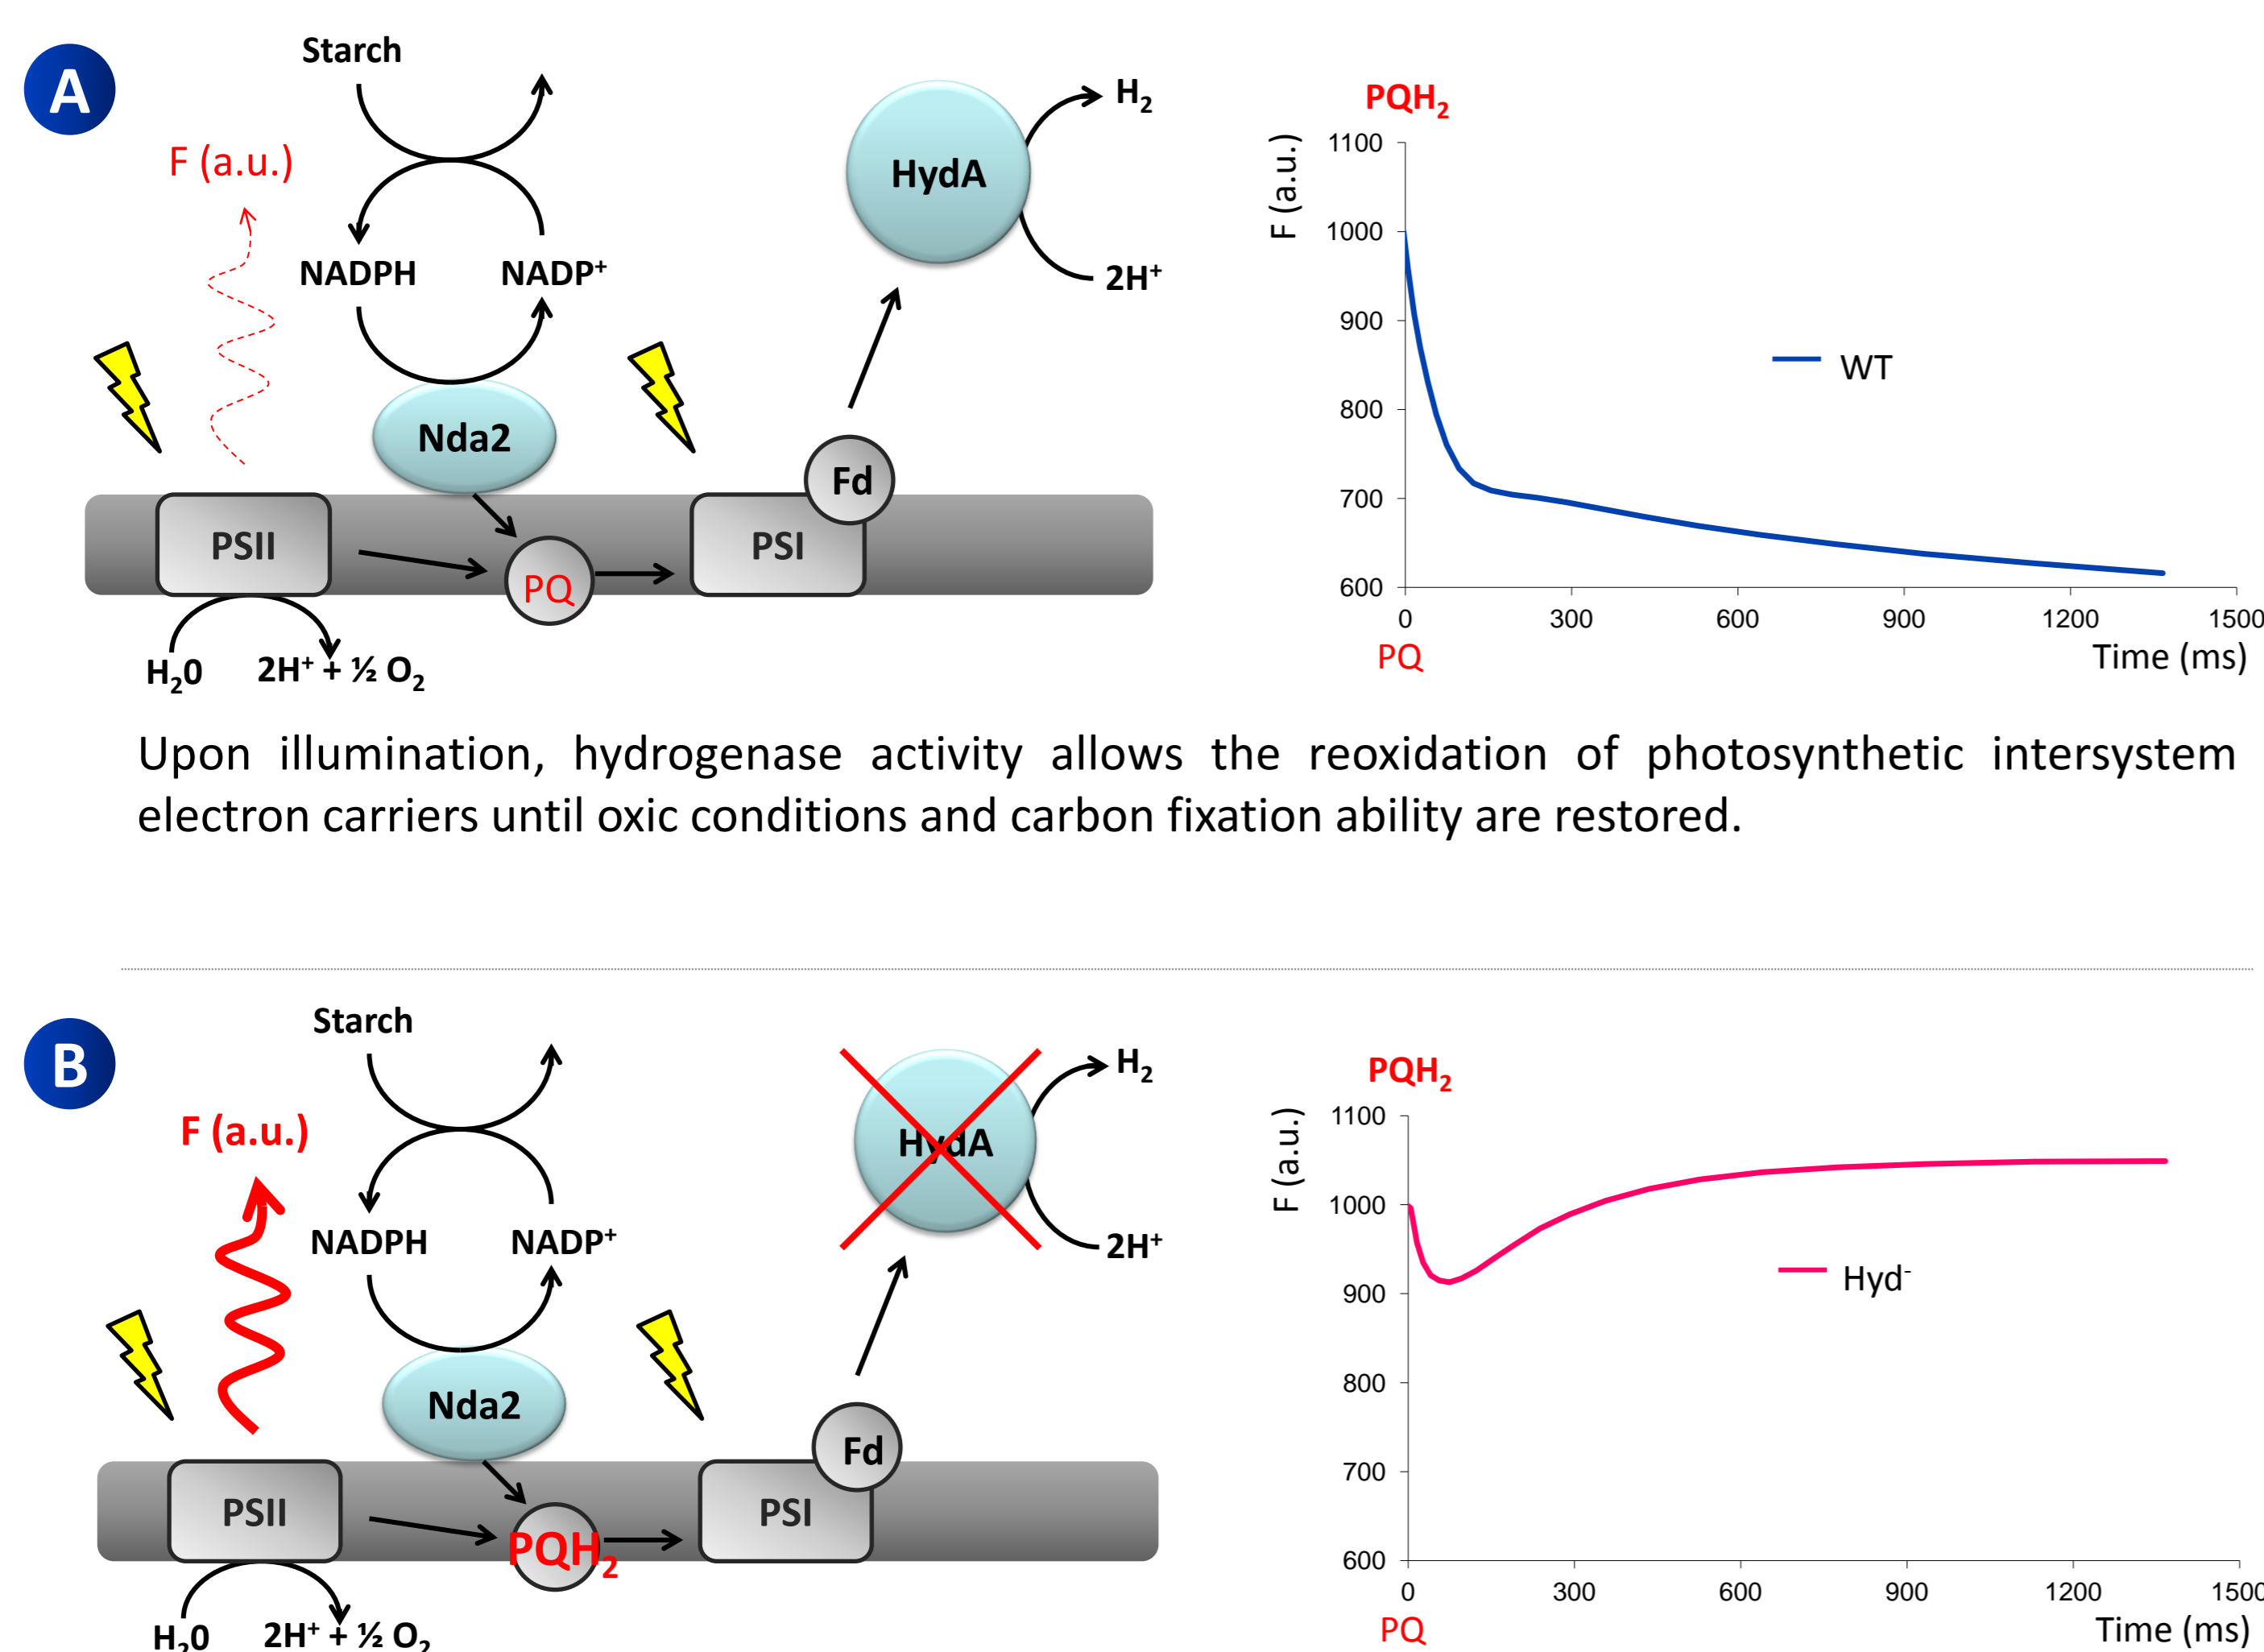 A
Starch
F (a.u.)
NADPH
NADP⁺
Nda2
HydA
H₂
2H⁺
Fd
PSII
PQ
PSI
H₂0
2H⁺ + ½ O₂
PQH₂
F (a.u.)
1100
1000
900
800
700
600
WT
0
300
600
900
1200
1500
PQ
Time (ms)
Upon illumination, hydrogenase activity allows the reoxidation of photosynthetic intersystem
electron carriers until oxic conditions and carbon fixation ability are restored.
B
Starch
F (a.u.)
NADPH
NADP⁺
Nda2
HydA
H₂
2H⁺
Fd
PSII
PQH₂
PSI
H₂0
2H⁺ + ½ O₂
PQH₂
F (a.u.)
1100
1000
900
800
700
600
Hyd⁻
0
300
600
900
1200
1500
PQ
Time (ms)